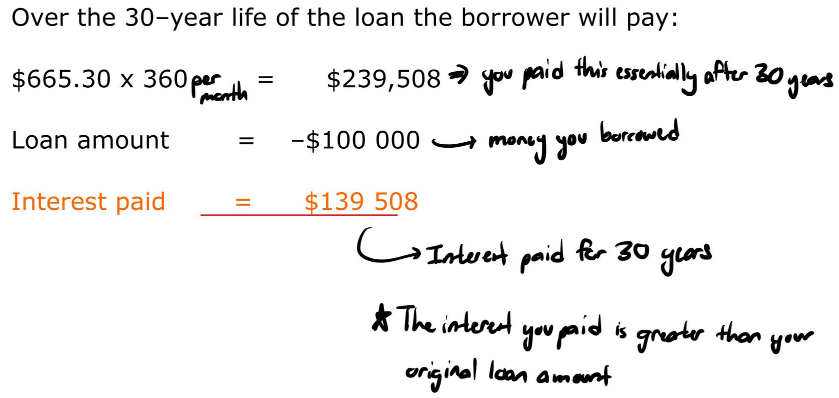 Over the 30–year life of the loan the borrower will pay:
$665.30 x 360 per month = $239,508 → you paid this essentially after 30 years
Loan amount = –$100 000 → money you borrowed
Interest paid = $139 508
→ Interest paid for 30 years
★ The interest you paid is greater than your
original loan amount